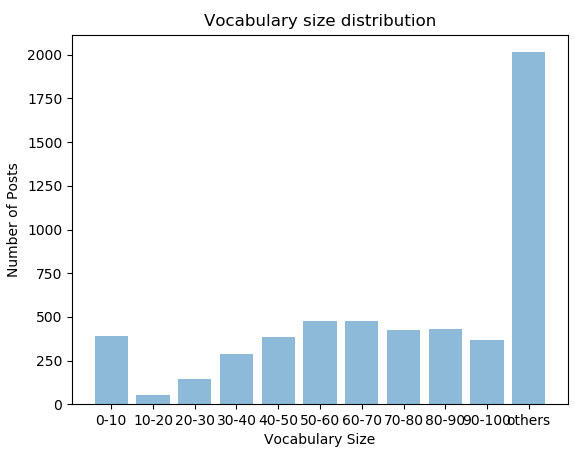 Vocabulary size distribution
Number of Posts
2000
1750
1500
1250
1000
750
500
250
0
0-10 10-20 20-30 30-40 40-50 50-60 60-70 70-80 80-90 90-100 others
Vocabulary Size